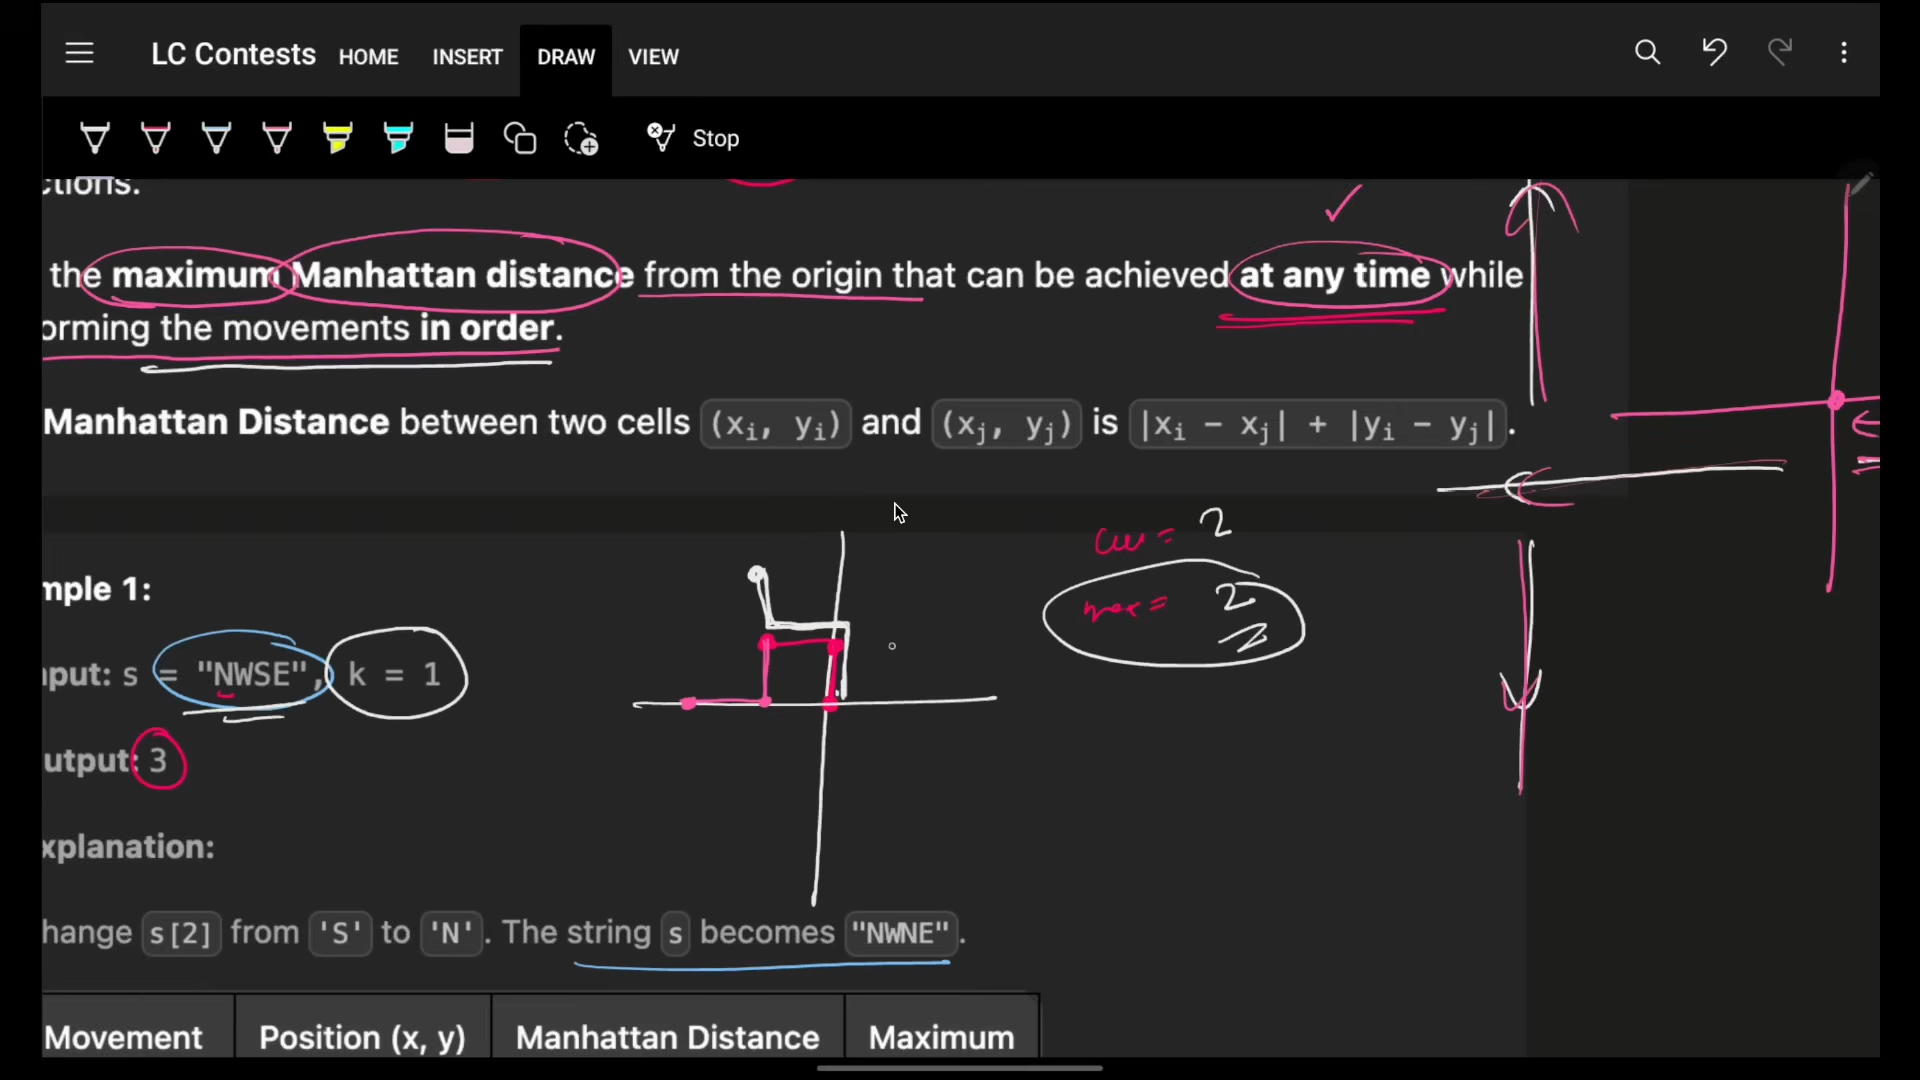 LC Contests HOME INSERT DRAW VIEW
Stop
ctions.
the maximum Manhattan distance from the origin that can be achieved at any time while
orming the movements in order.
Manhattan Distance between two cells (xi, yi) and (xj, yj) is |xi - xj| + |yi - yj|.
cur = 2
mple 1:
max = 2
nput: s = "NWSE", k = 1
utput: 3
xplanation:
hange s[2] from 'S' to 'N'. The string s becomes "NWNE".
Movement Position (x, y) Manhattan Distance Maximum